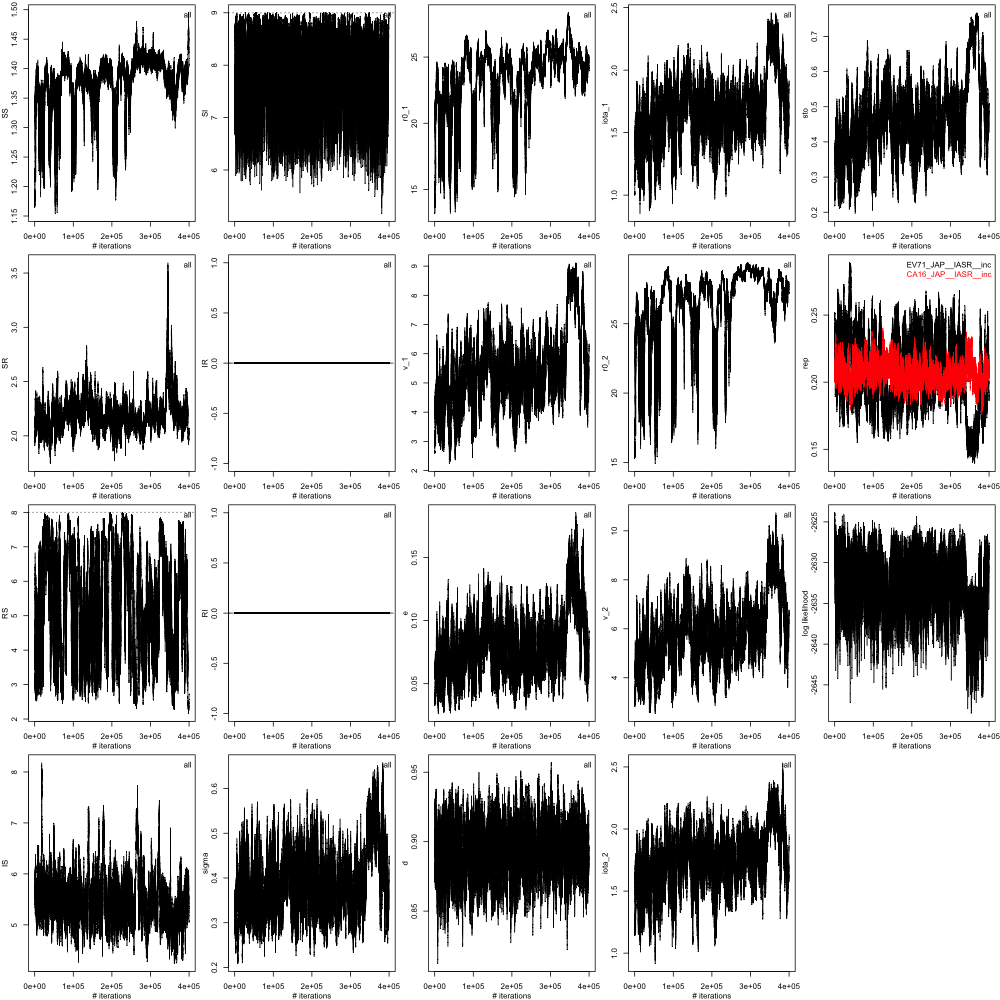 all
1.50
1.45
1.40
1.35
1.30
1.25
1.20
1.15
SS
0e+00 1e+05 2e+05 3e+05 4e+05
# iterations
all
9
8
7
6
SI
0e+00 1e+05 2e+05 3e+05 4e+05
# iterations
all
25
20
15
r0_1
0e+00 1e+05 2e+05 3e+05 4e+05
# iterations
all
2.5
2.0
1.5
1.0
iota_1
0e+00 1e+05 2e+05 3e+05 4e+05
# iterations
all
0.7
0.6
0.5
0.4
0.3
0.2
sto
0e+00 1e+05 2e+05 3e+05 4e+05
# iterations
all
3.5
3.0
2.5
2.0
SR
0e+00 1e+05 2e+05 3e+05 4e+05
# iterations
all
1.0
0.5
0.0
-0.5
-1.0
IR
0e+00 1e+05 2e+05 3e+05 4e+05
# iterations
all
9
8
7
6
5
4
3
2
v_1
0e+00 1e+05 2e+05 3e+05 4e+05
# iterations
all
25
20
15
r0_2
0e+00 1e+05 2e+05 3e+05 4e+05
# iterations
EV71_JAP__IASR__inc
CA16_JAP__IASR__inc
0.25
0.20
0.15
rep
0e+00 1e+05 2e+05 3e+05 4e+05
# iterations
all
8
7
6
5
4
3
2
RS
0e+00 1e+05 2e+05 3e+05 4e+05
# iterations
all
1.0
0.5
0.0
-0.5
-1.0
RI
0e+00 1e+05 2e+05 3e+05 4e+05
# iterations
all
0.15
0.10
0.05
e
0e+00 1e+05 2e+05 3e+05 4e+05
# iterations
all
10
8
6
4
v_2
0e+00 1e+05 2e+05 3e+05 4e+05
# iterations
all
-2625
-2630
-2635
-2640
-2645
log likelihood
0e+00 1e+05 2e+05 3e+05 4e+05
# iterations
all
8
7
6
5
IS
0e+00 1e+05 2e+05 3e+05 4e+05
# iterations
all
0.6
0.5
0.4
0.3
0.2
sigma
0e+00 1e+05 2e+05 3e+05 4e+05
# iterations
all
0.95
0.90
0.85
d
0e+00 1e+05 2e+05 3e+05 4e+05
# iterations
all
2.5
2.0
1.5
1.0
iota_2
0e+00 1e+05 2e+05 3e+05 4e+05
# iterations